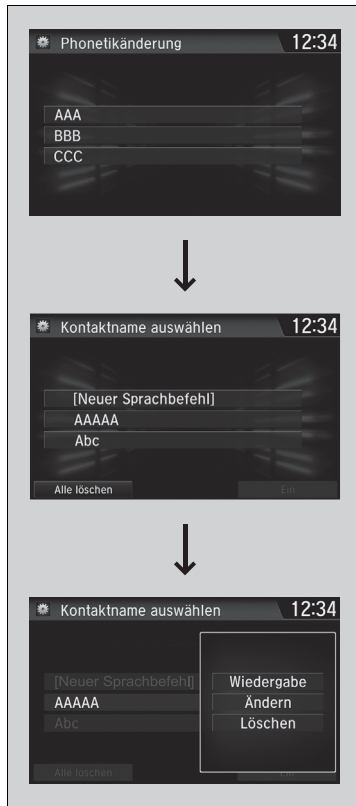 Phonetikänderung 12:34
AAA
BBB
CCC
Kontaktname auswählen 12:34
[Neuer Sprachbefehl]
AAAAA
Abc
Alle löschen Ein
Kontaktname auswählen 12:34
[Neuer Sprachbefehl] Wiedergabe
AAAAA Ändern
Abc Löschen
Alle löschen Ein